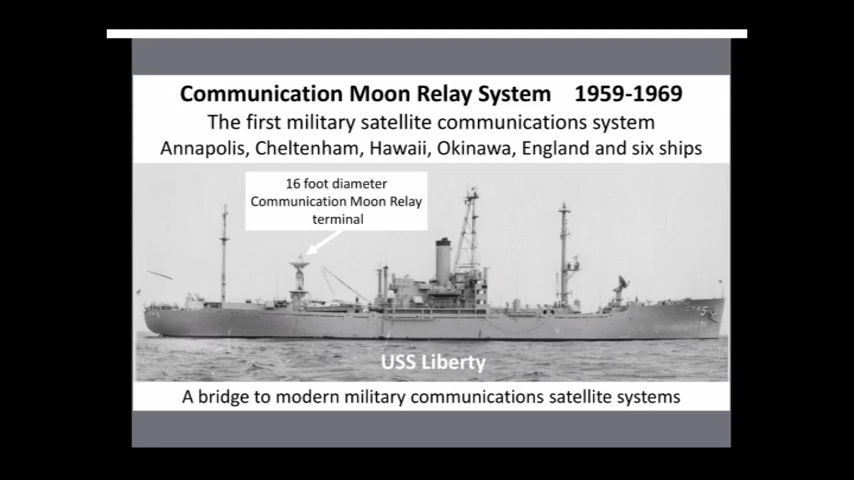 Communication Moon Relay System 1959-1969
The first military satellite communications system
Annapolis, Cheltenham, Hawaii, Okinawa, England and six ships
16 foot diameter
Communication Moon Relay
terminal
USS Liberty
A bridge to modern military communications satellite systems